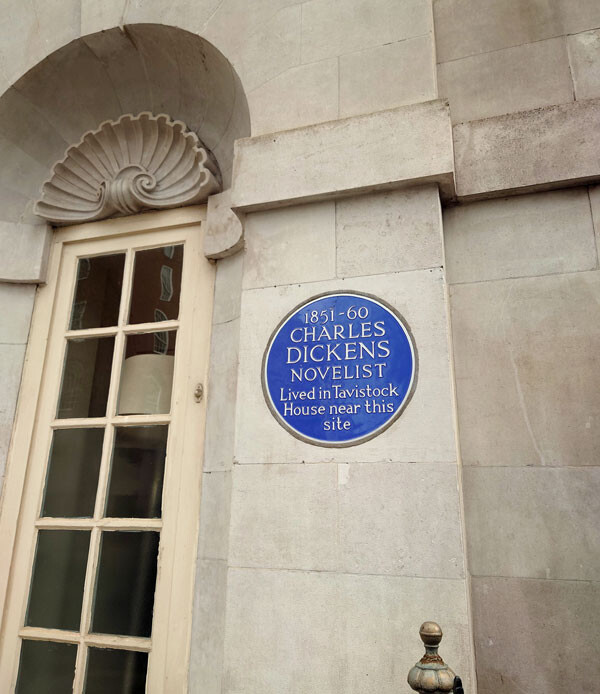 1851-60
CHARLES
DICKENS
NOVELIST
Lived in Tavistock
House near this
site